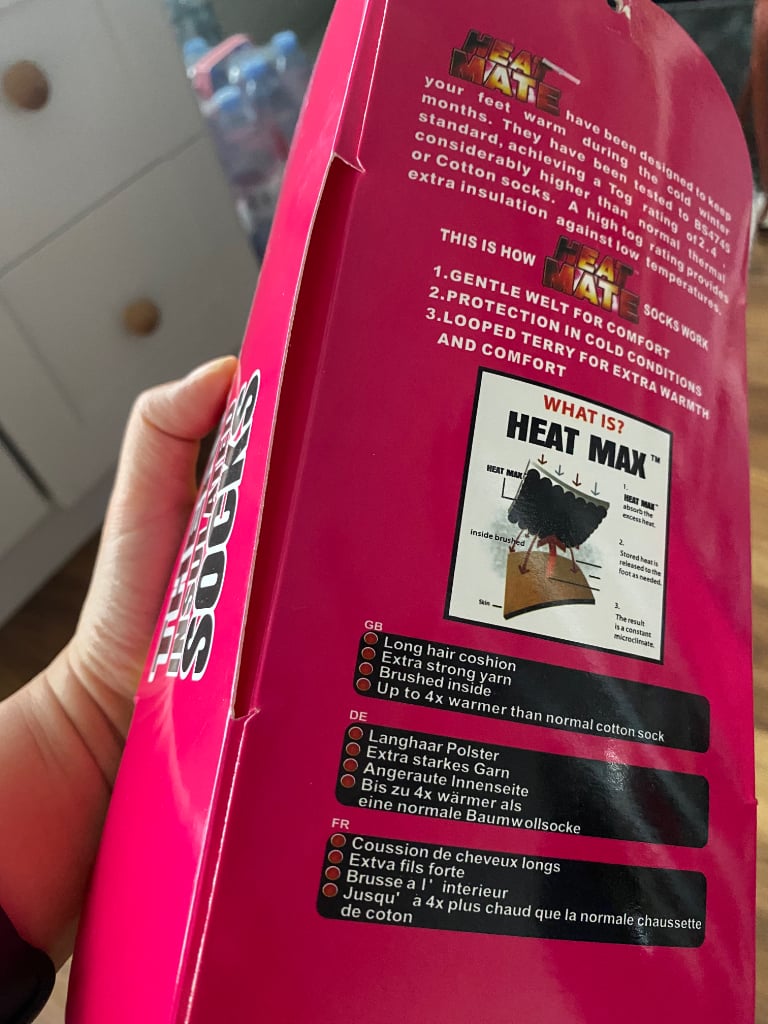 HEAT
MATE have been designed to keep
your feet warm during the cold winter
months. They have been tested to BS4745
standard, achieving a Tog rating of2.4 -
considerably higher than normal thermal
or Cotton socks. A high tog rating provides
extra insulation against low temperatures.
THIS IS HOW HEAT MATE SOCKS WORK
1.GENTLE WELT FOR COMFORT
2.PROTECTION IN COLD CONDITIONS
3.LOOPED TERRY FOR EXTRA WARMTH
AND COMFORT
WHAT IS?
HEAT MAX™
HEAT MAX
inside brushed
Skin
1.
HEAT MAX™
absorb the
excess heat.
2.
Stored heat is
released to the
foot as needed.
3.
The result
is a constant
microclimate.
GB
Long hair coshion
Extra strong yarn
Brushed inside
Up to 4x warmer than normal cotton sock
DE
Langhaar Polster
Extra starkes Garn
Angeraute Innenseite
Bis zu 4x wärmer als
eine normale Baumwollsocke
FR
Coussion de cheveux longs
Extva fils forte
Brusse a l' interieur
Jusqu' à 4x plus chaud que la normale chaussette
de coton
SOCKS